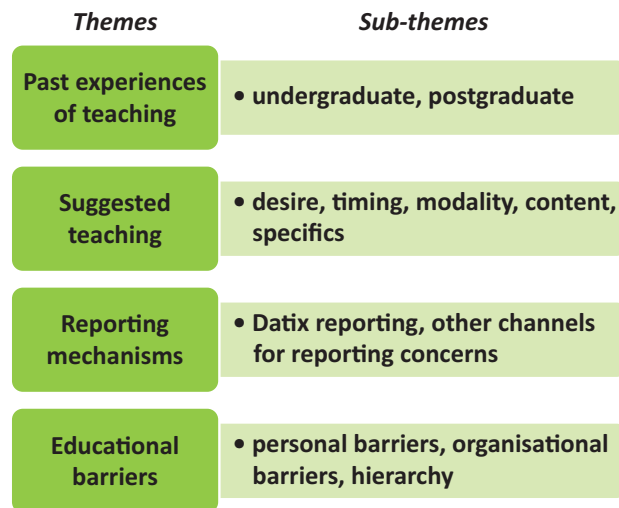 Themes
Sub-themes
Past experiences
of teaching
• undergraduate, postgraduate
Suggested
teaching
• desire, timing, modality, content,
specifics
Reporting
mechanisms
• Datix reporting, other channels
for reporting concerns
Educational
barriers
• personal barriers, organisational
barriers, hierarchy